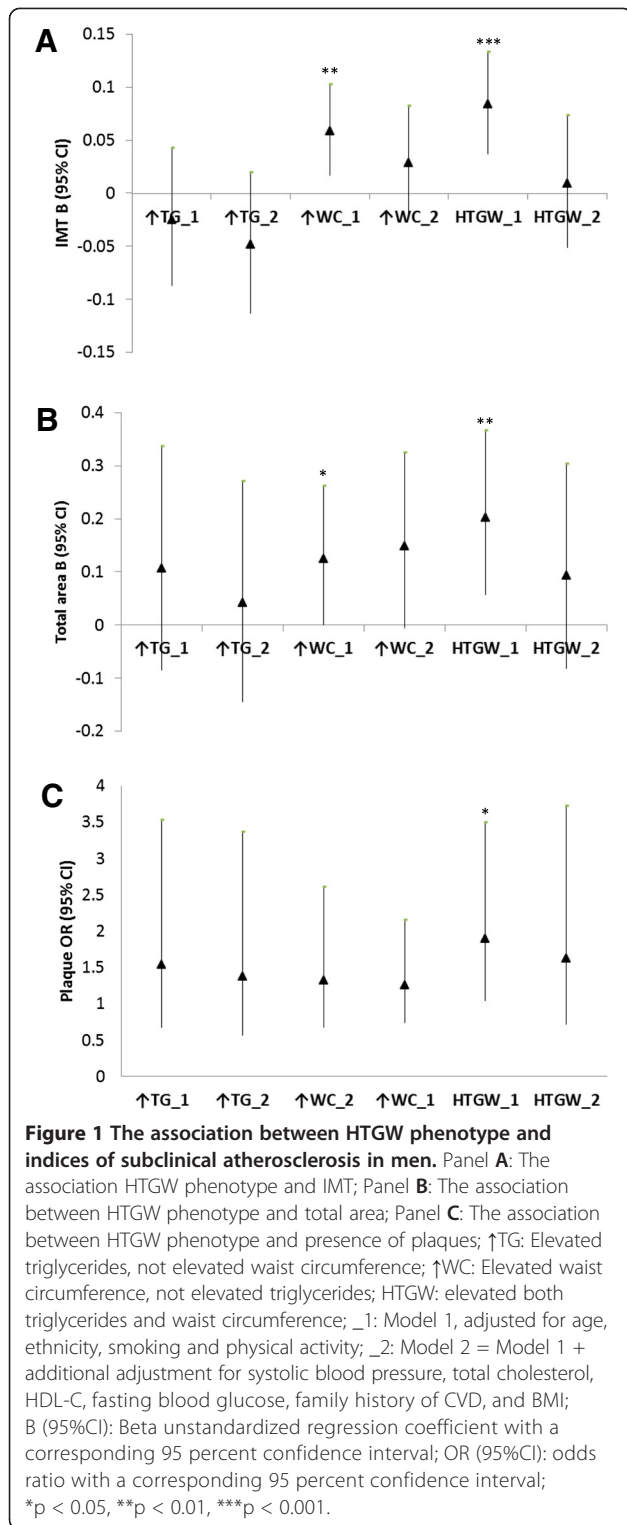 A
0.15
0.1
0.05
0
-0.05
-0.1
-0.15
IMT B (95% CI)
** ***
↑TG_1 ↑TG_2 ↑WC_1 ↑WC_2 HTGW_1 HTGW_2
B
0.4
0.3
0.2
0.1
0
-0.1
-0.2
Total area B (95% CI)
* **
↑TG_1 ↑TG_2 ↑WC_1 ↑WC_2 HTGW_1 HTGW_2
C
4
3.5
3
2.5
2
1.5
1
0.5
0
Plaque OR (95% CI)
*
↑TG_1 ↑TG_2 ↑WC_2 ↑WC_1 HTGW_1 HTGW_2
Figure 1 The association between HTGW phenotype and
indices of subclinical atherosclerosis in men. Panel A: The
association HTGW phenotype and IMT; Panel B: The association
between HTGW phenotype and total area; Panel C: The association
between HTGW phenotype and presence of plaques; ↑TG: Elevated
triglycerides, not elevated waist circumference; ↑WC: Elevated waist
circumference, not elevated triglycerides; HTGW: elevated both
triglycerides and waist circumference; _1: Model 1, adjusted for age,
ethnicity, smoking and physical activity; _2: Model 2 = Model 1 +
additional adjustment for systolic blood pressure, total cholesterol,
HDL-C, fasting blood glucose, family history of CVD, and BMI;
B (95%CI): Beta unstandardized regression coefficient with a
corresponding 95 percent confidence interval; OR (95%CI): odds
ratio with a corresponding 95 percent confidence interval;
*p < 0.05, **p < 0.01, ***p < 0.001.